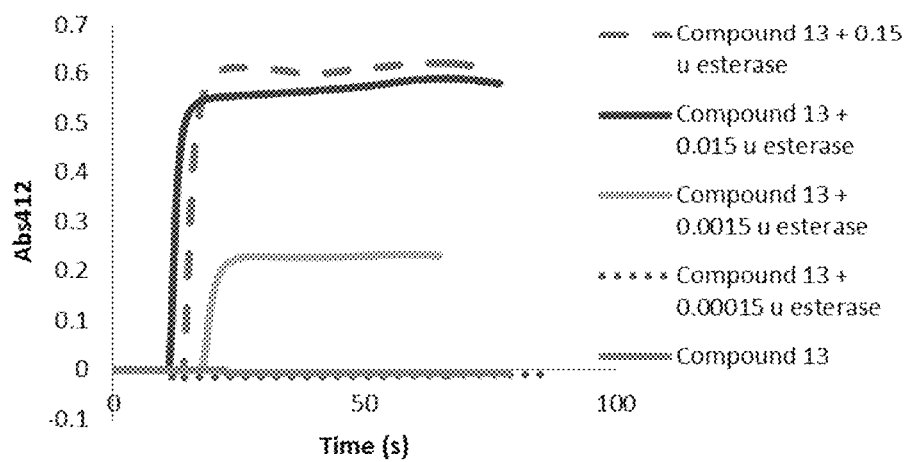 0.7
0.6
0.5
0.4
0.3
0.2
0.1
0
-0.1
Abs412
0
50
100
Time (s)
Compound 13 + 0.15
u esterase
Compound 13 +
0.015 u esterase
Compound 13 +
0.0015 u esterase
Compound 13 +
0.00015 u esterase
Compound 13